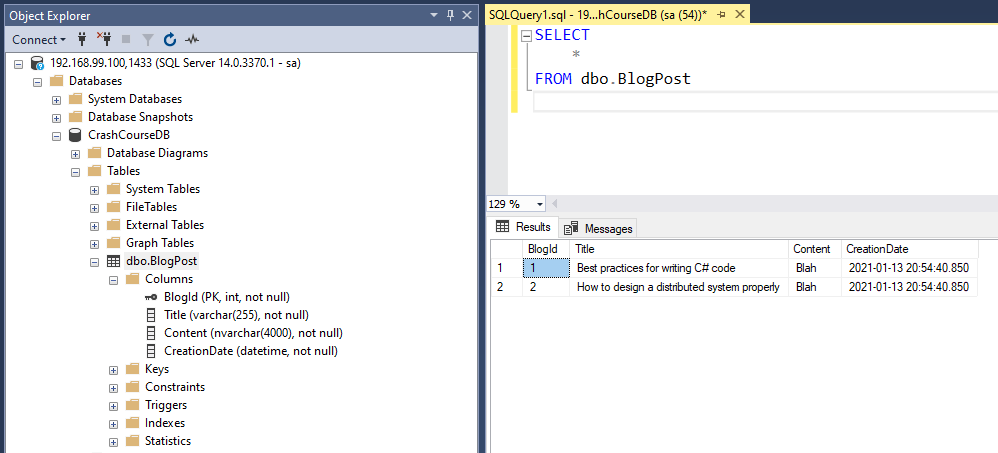 Object Explorer
Connect
192.168.99.100,1433 (SQL Server 14.0.3370.1 - sa)
Databases
System Databases
Database Snapshots
CrashCourseDB
Database Diagrams
Tables
System Tables
FileTables
External Tables
Graph Tables
dbo.BlogPost
Columns
BlogId (PK, int, not null)
Title (varchar(255), not null)
Content (nvarchar(4000), not null)
CreationDate (datetime, not null)
Keys
Constraints
Triggers
Indexes
Statistics
SQLQuery1.sql - 19...hCourseDB (sa (54))*
SELECT
*
FROM dbo.BlogPost
129 %
Results Messages
BlogId Title Content CreationDate
1 1 Best practices for writing C# code Blah 2021-01-13 20:54:40.850
2 2 How to design a distributed system properly Blah 2021-01-13 20:54:40.850